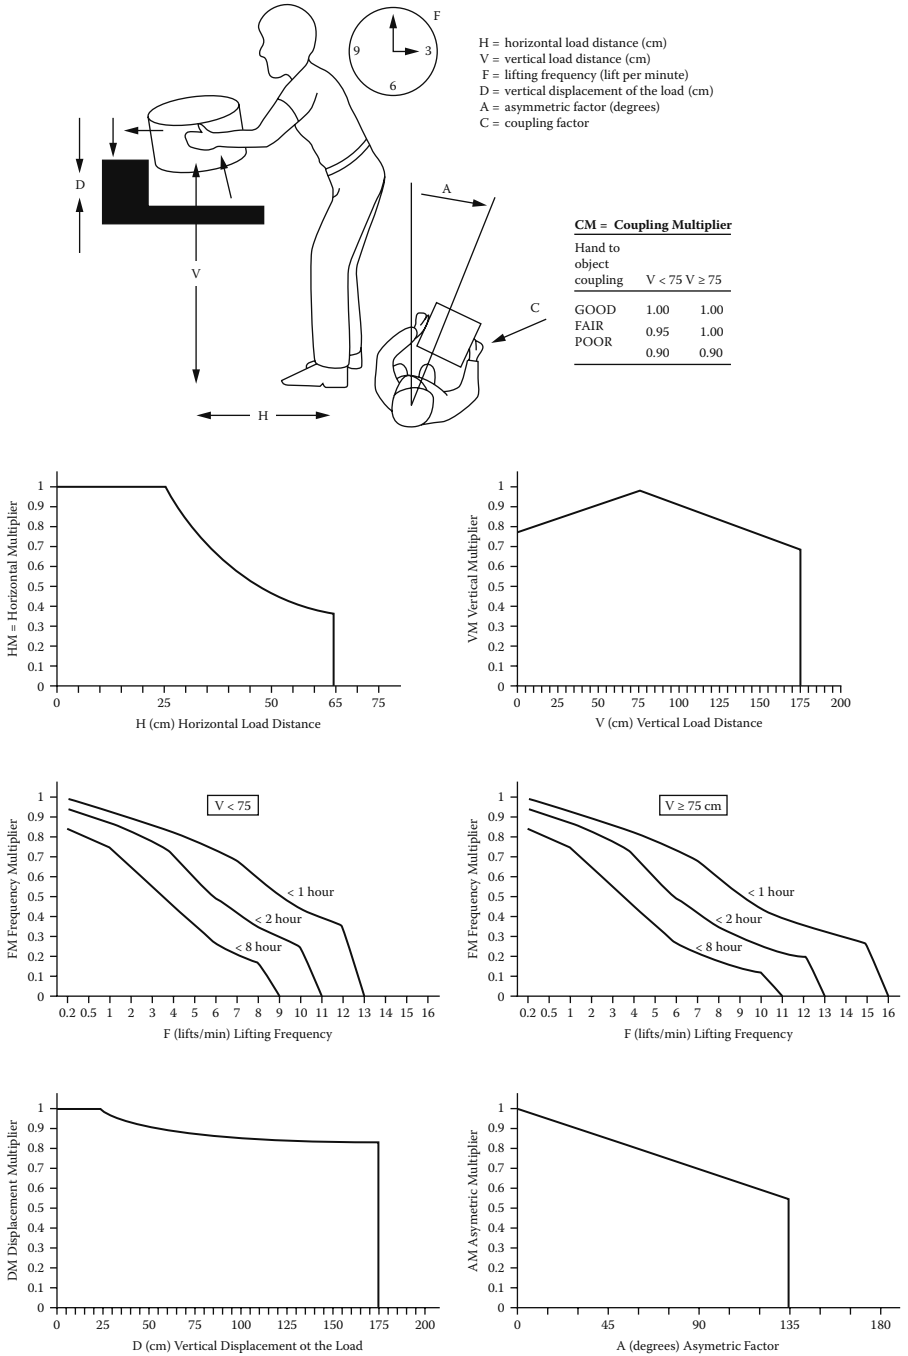 F
9
3
6
H = horizontal load distance (cm)
V = vertical load distance (cm)
F = lifting frequency (lift per minute)
D = vertical displacement of the load (cm)
A = asymmetric factor (degrees)
C = coupling factor
D
V
H
A
C
CM = Coupling Multiplier
Hand to
object
coupling V < 75 V ≥ 75
GOOD 1.00 1.00
FAIR 0.95 1.00
POOR
0.90 0.90
HM = Horizontal Multiplier
1
0.9
0.8
0.7
0.6
0.5
0.4
0.3
0.2
0.1
0
0 25 50 65 75
H (cm) Horizontal Load Distance
VM Vertical Multiplier
1
0.9
0.8
0.7
0.6
0.5
0.4
0.3
0.2
0.1
0
0 25 50 75 100 125 150 175 200
V (cm) Vertical Load Distance
FM Frequency Multiplier
1
0.9
0.8
0.7
0.6
0.5
0.4
0.3
0.2
0.1
0
V < 75
< 1 hour
< 2 hour
< 8 hour
0.2 0.5 1 2 3 4 5 6 7 8 9 10 11 12 13 14 15 16
F (lifts/min) Lifting Frequency
FM Frequency Multiplier
1
0.9
0.8
0.7
0.6
0.5
0.4
0.3
0.2
0.1
0
V ≥ 75 cm
< 1 hour
< 2 hour
< 8 hour
0.2 0.5 1 2 3 4 5 6 7 8 9 10 11 12 13 14 15 16
F (lifts/min) Lifting Frequency
DM Displacement Multiplier
1
0.9
0.8
0.7
0.6
0.5
0.4
0.3
0.2
0.1
0
0 25 50 75 100 125 175 200
D (cm) Vertical Displacement ot the Load
AM Asymetric Multiplier
1
0.9
0.8
0.7
0.6
0.5
0.4
0.3
0.2
0.1
0
0 45 90 135 180
A (degrees) Asymetric Factor